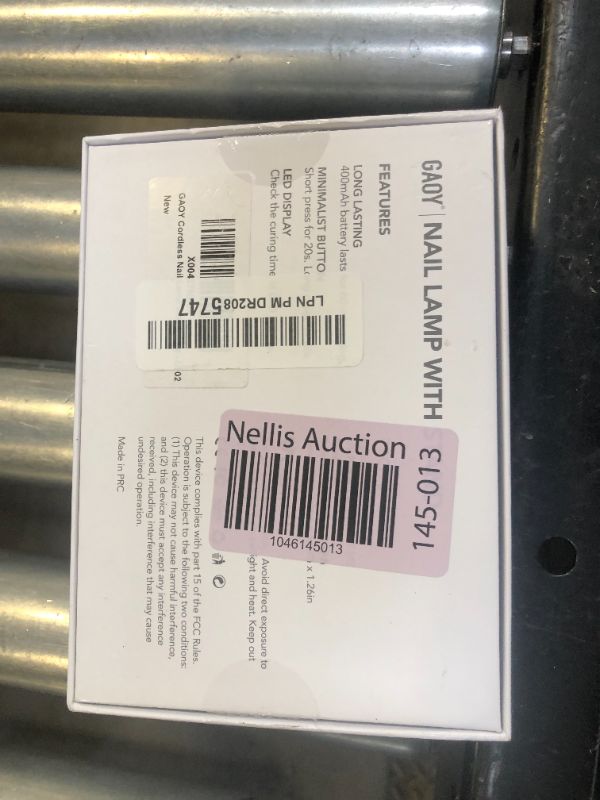 GAOY® | NAIL LAMP WITH
FEATURES
LONG LASTING
400mAh battery lasts
MINIMALIST BUTTO
Short press for 20s. Lo
LED DISPLAY
Check the curing time
X004
GAOY Cordless Nail
New
02
LPN PM DR2085747
Nellis Auction
145-013
1046145013
x 1.26in
Avoid direct exposure to
ght and heat. Keep out
This device complies with part 15 of the FCC Rules.
Operation is subject to the following two conditions:
(1) This device may not cause harmful interference,
and (2) this device must accept any interference
received, including interference that may cause
undesired operation.
Made in PRC